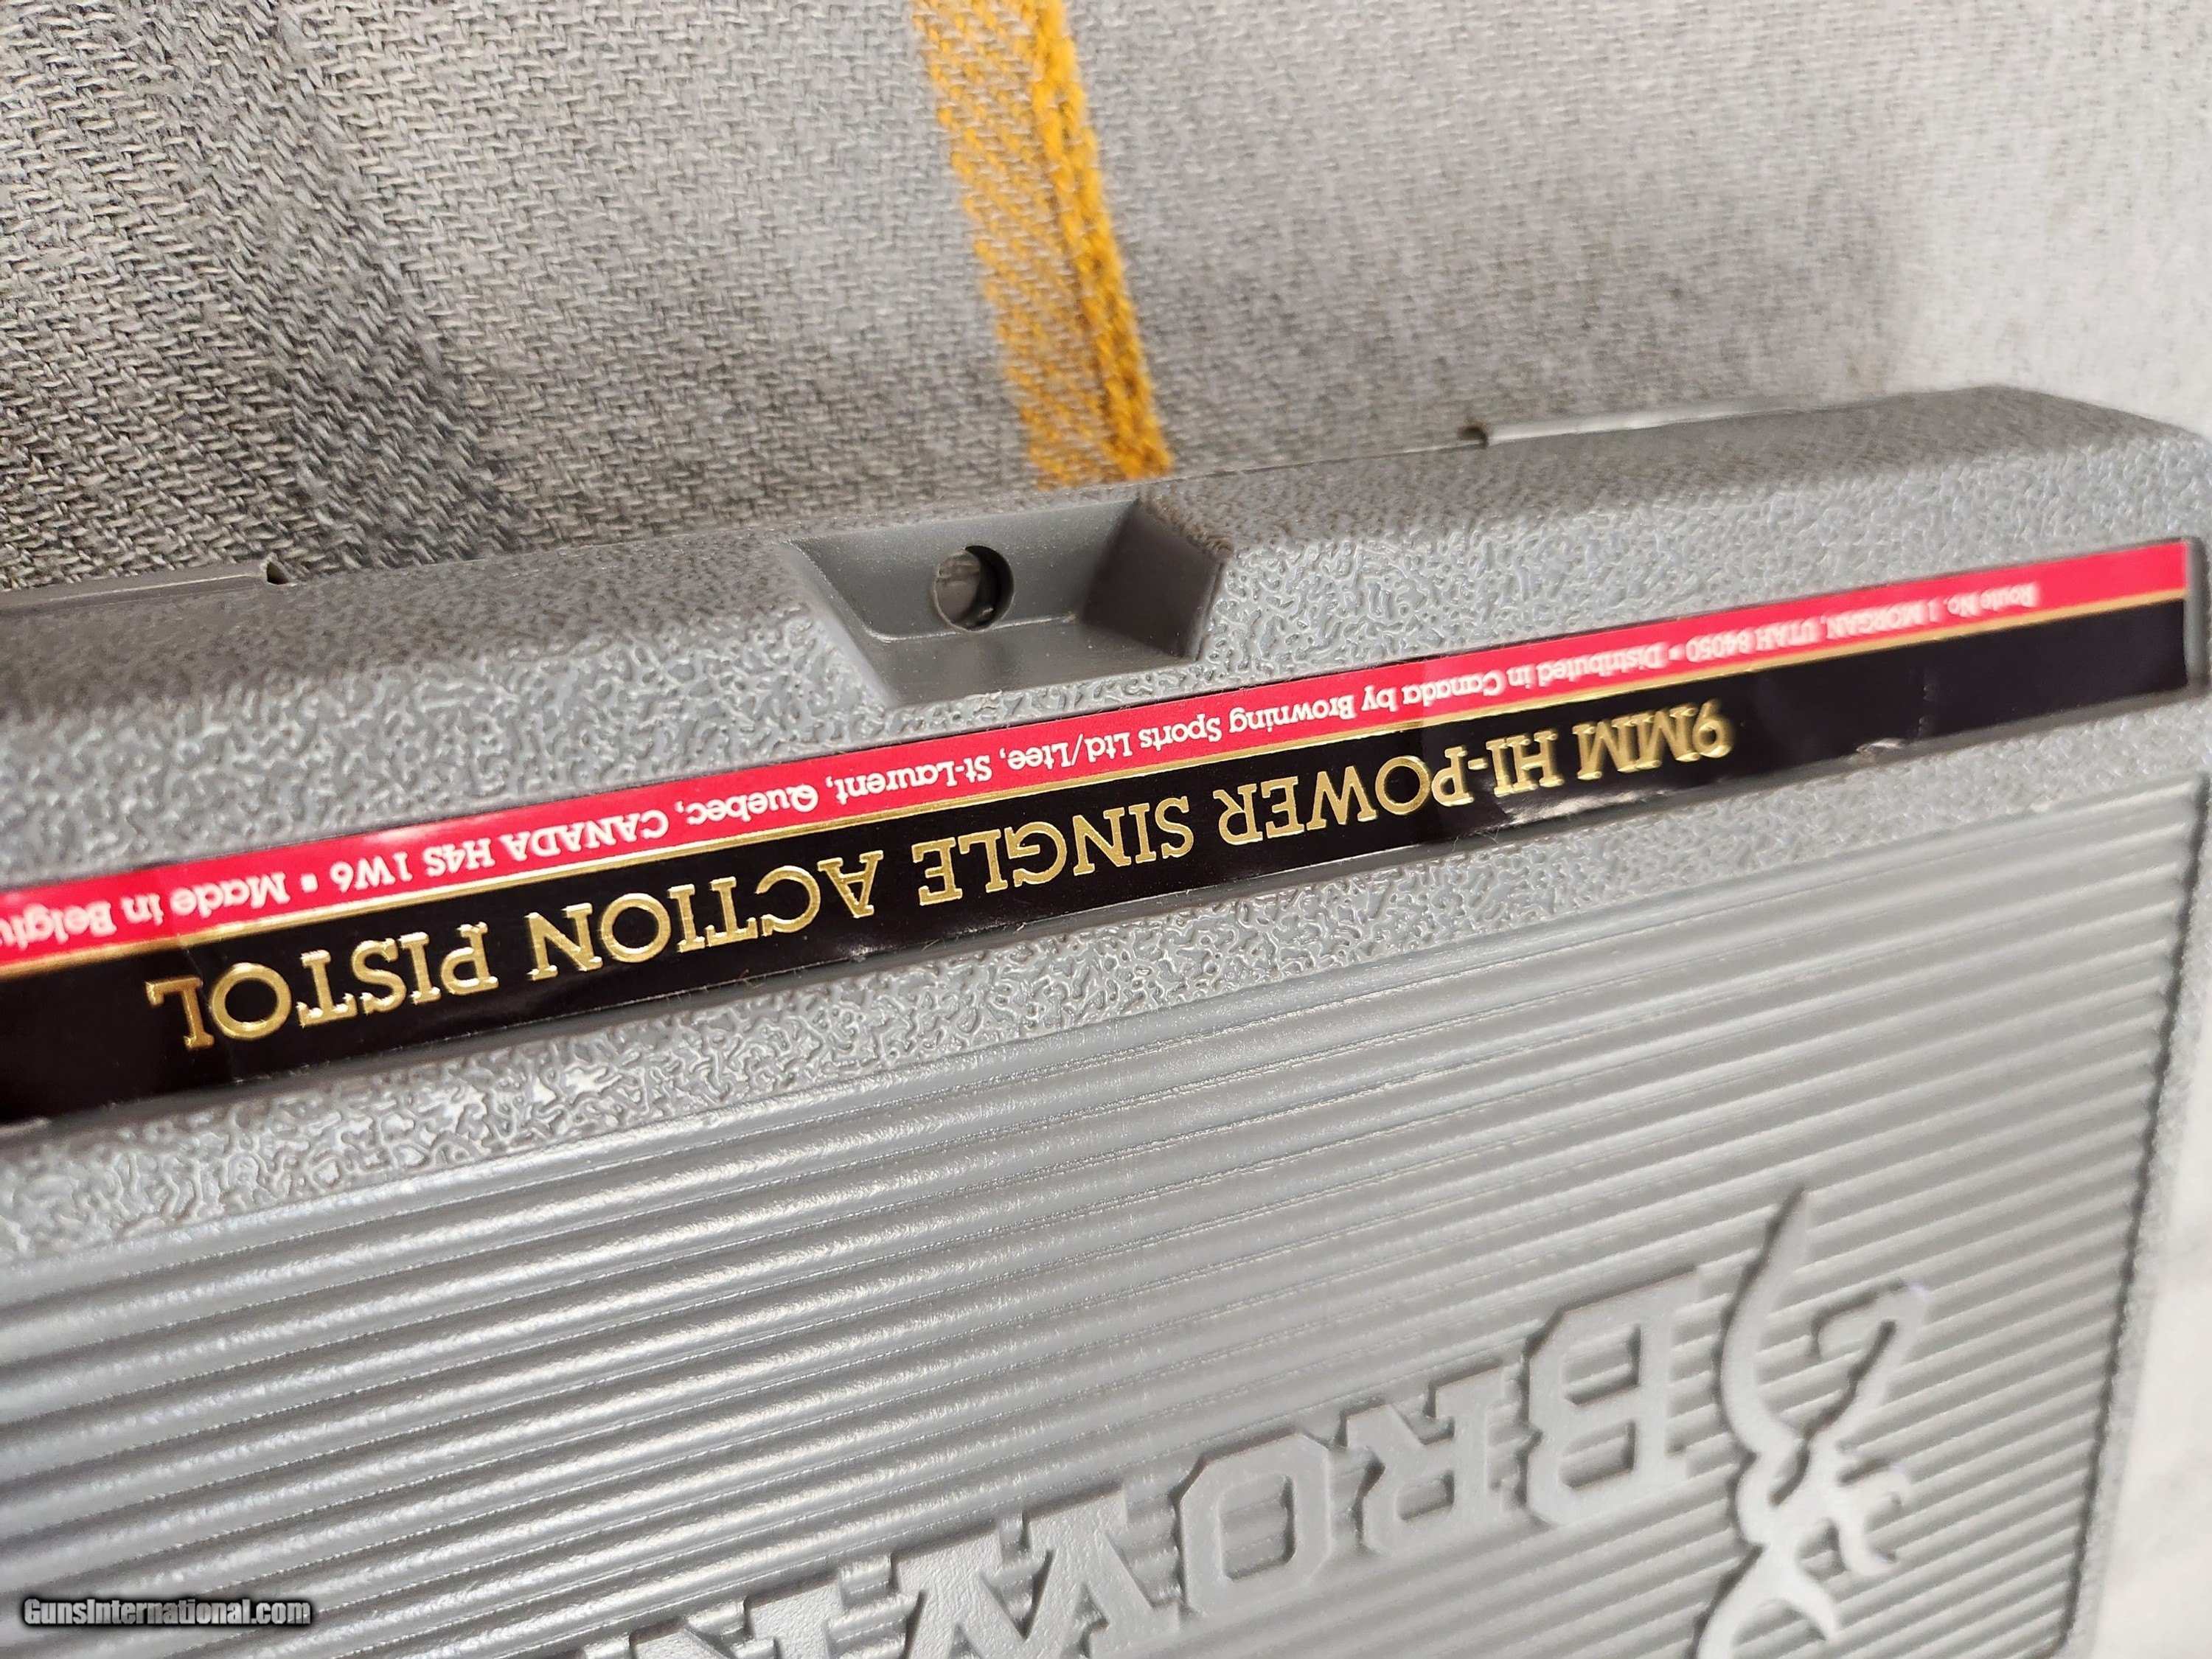 9MM HI-POWER SINGLE ACTION PISTOL
Route No. 1 MORGAN, UTAH 84050 ▪ Distributed in Canada by Browning Sports Ltd/Ltee, St-Laurent, Quebec, CANADA H4S 1W6 ▪ Made in Belgiu
BROW
GunsInternational.com